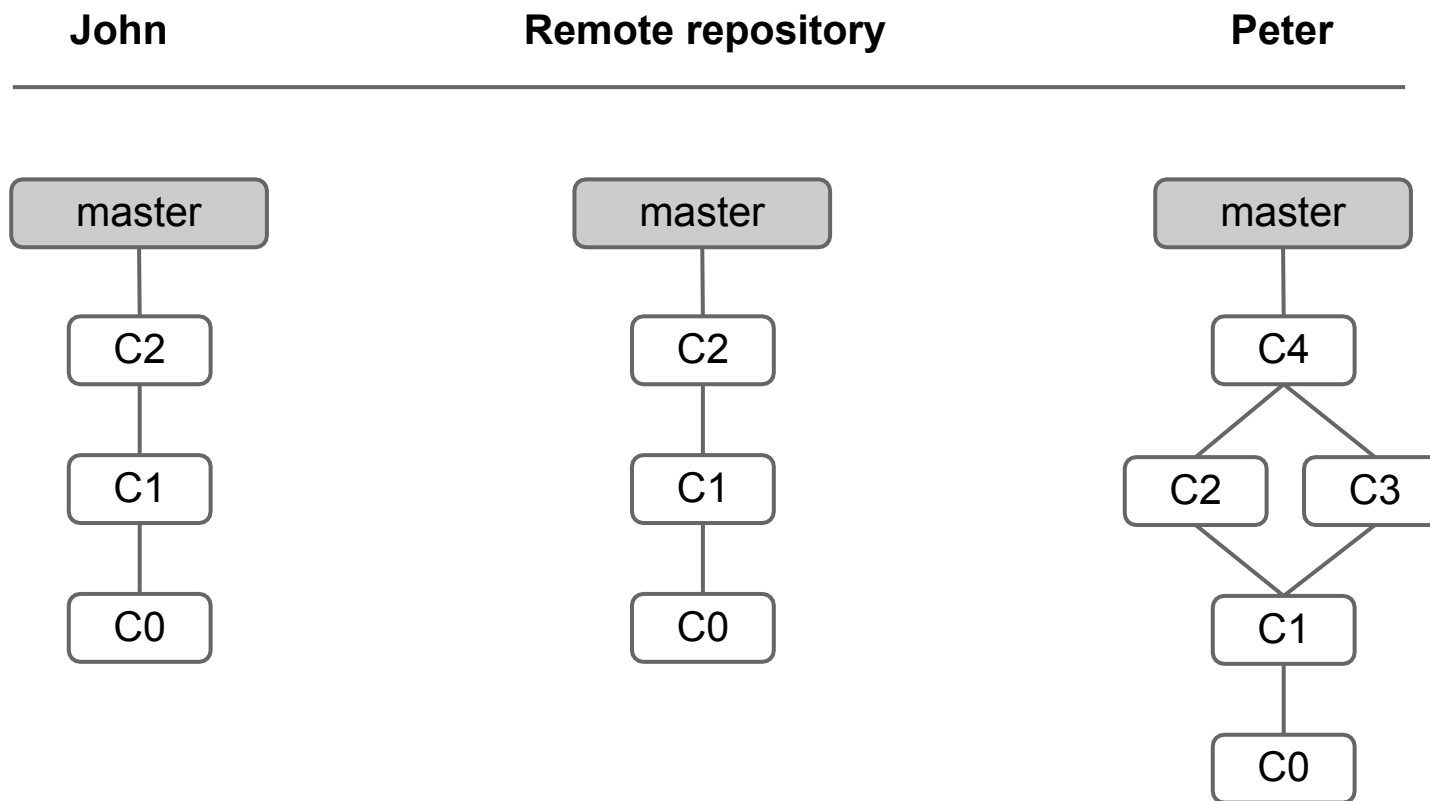 John Remote repository Peter
master master master
C2 C2 C4
C1 C1 C2 C3
C0 C0 C1
C0